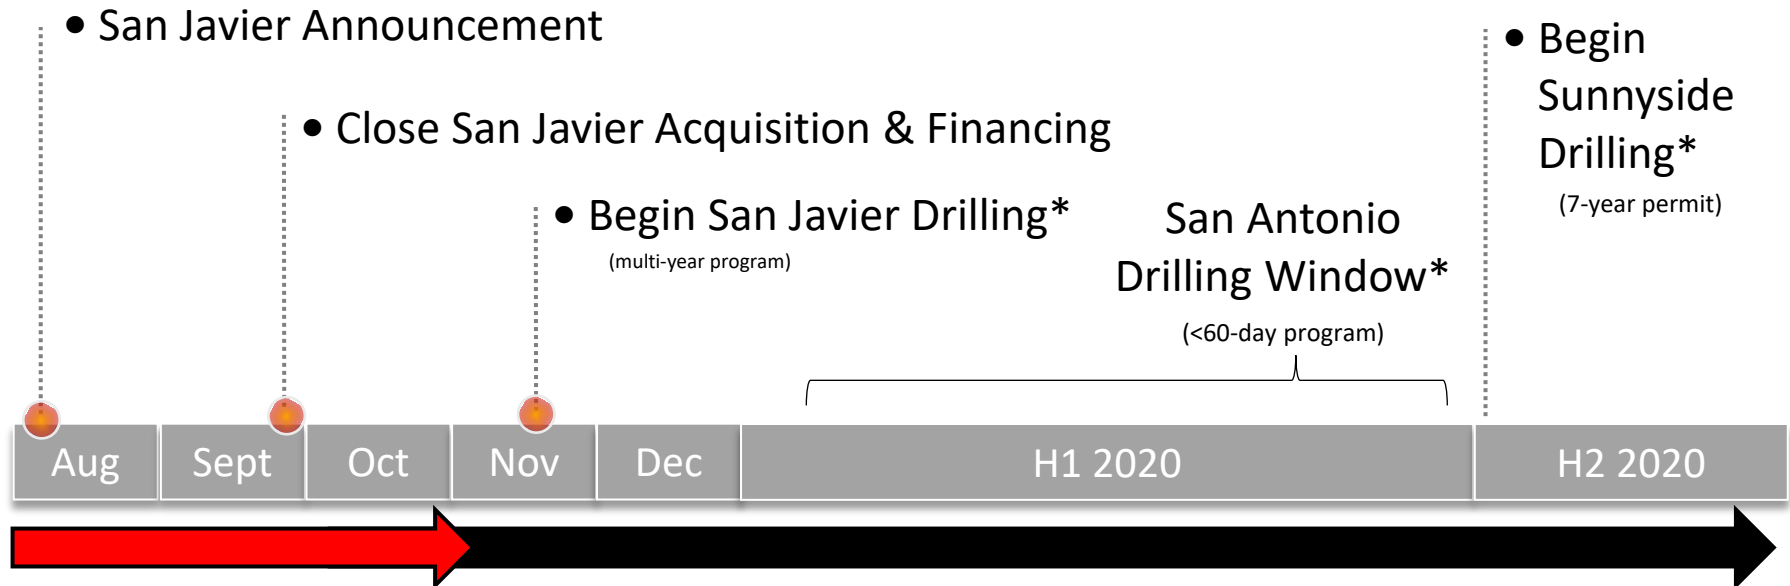 • San Javier Announcement
• Close San Javier Acquisition & Financing
• Begin San Javier Drilling*
(multi-year program)
San Antonio
Drilling Window*
(<60-day program)
• Begin
Sunnyside
Drilling*
(7-year permit)
Aug
Sept
Oct
Nov
Dec
H1 2020
H2 2020